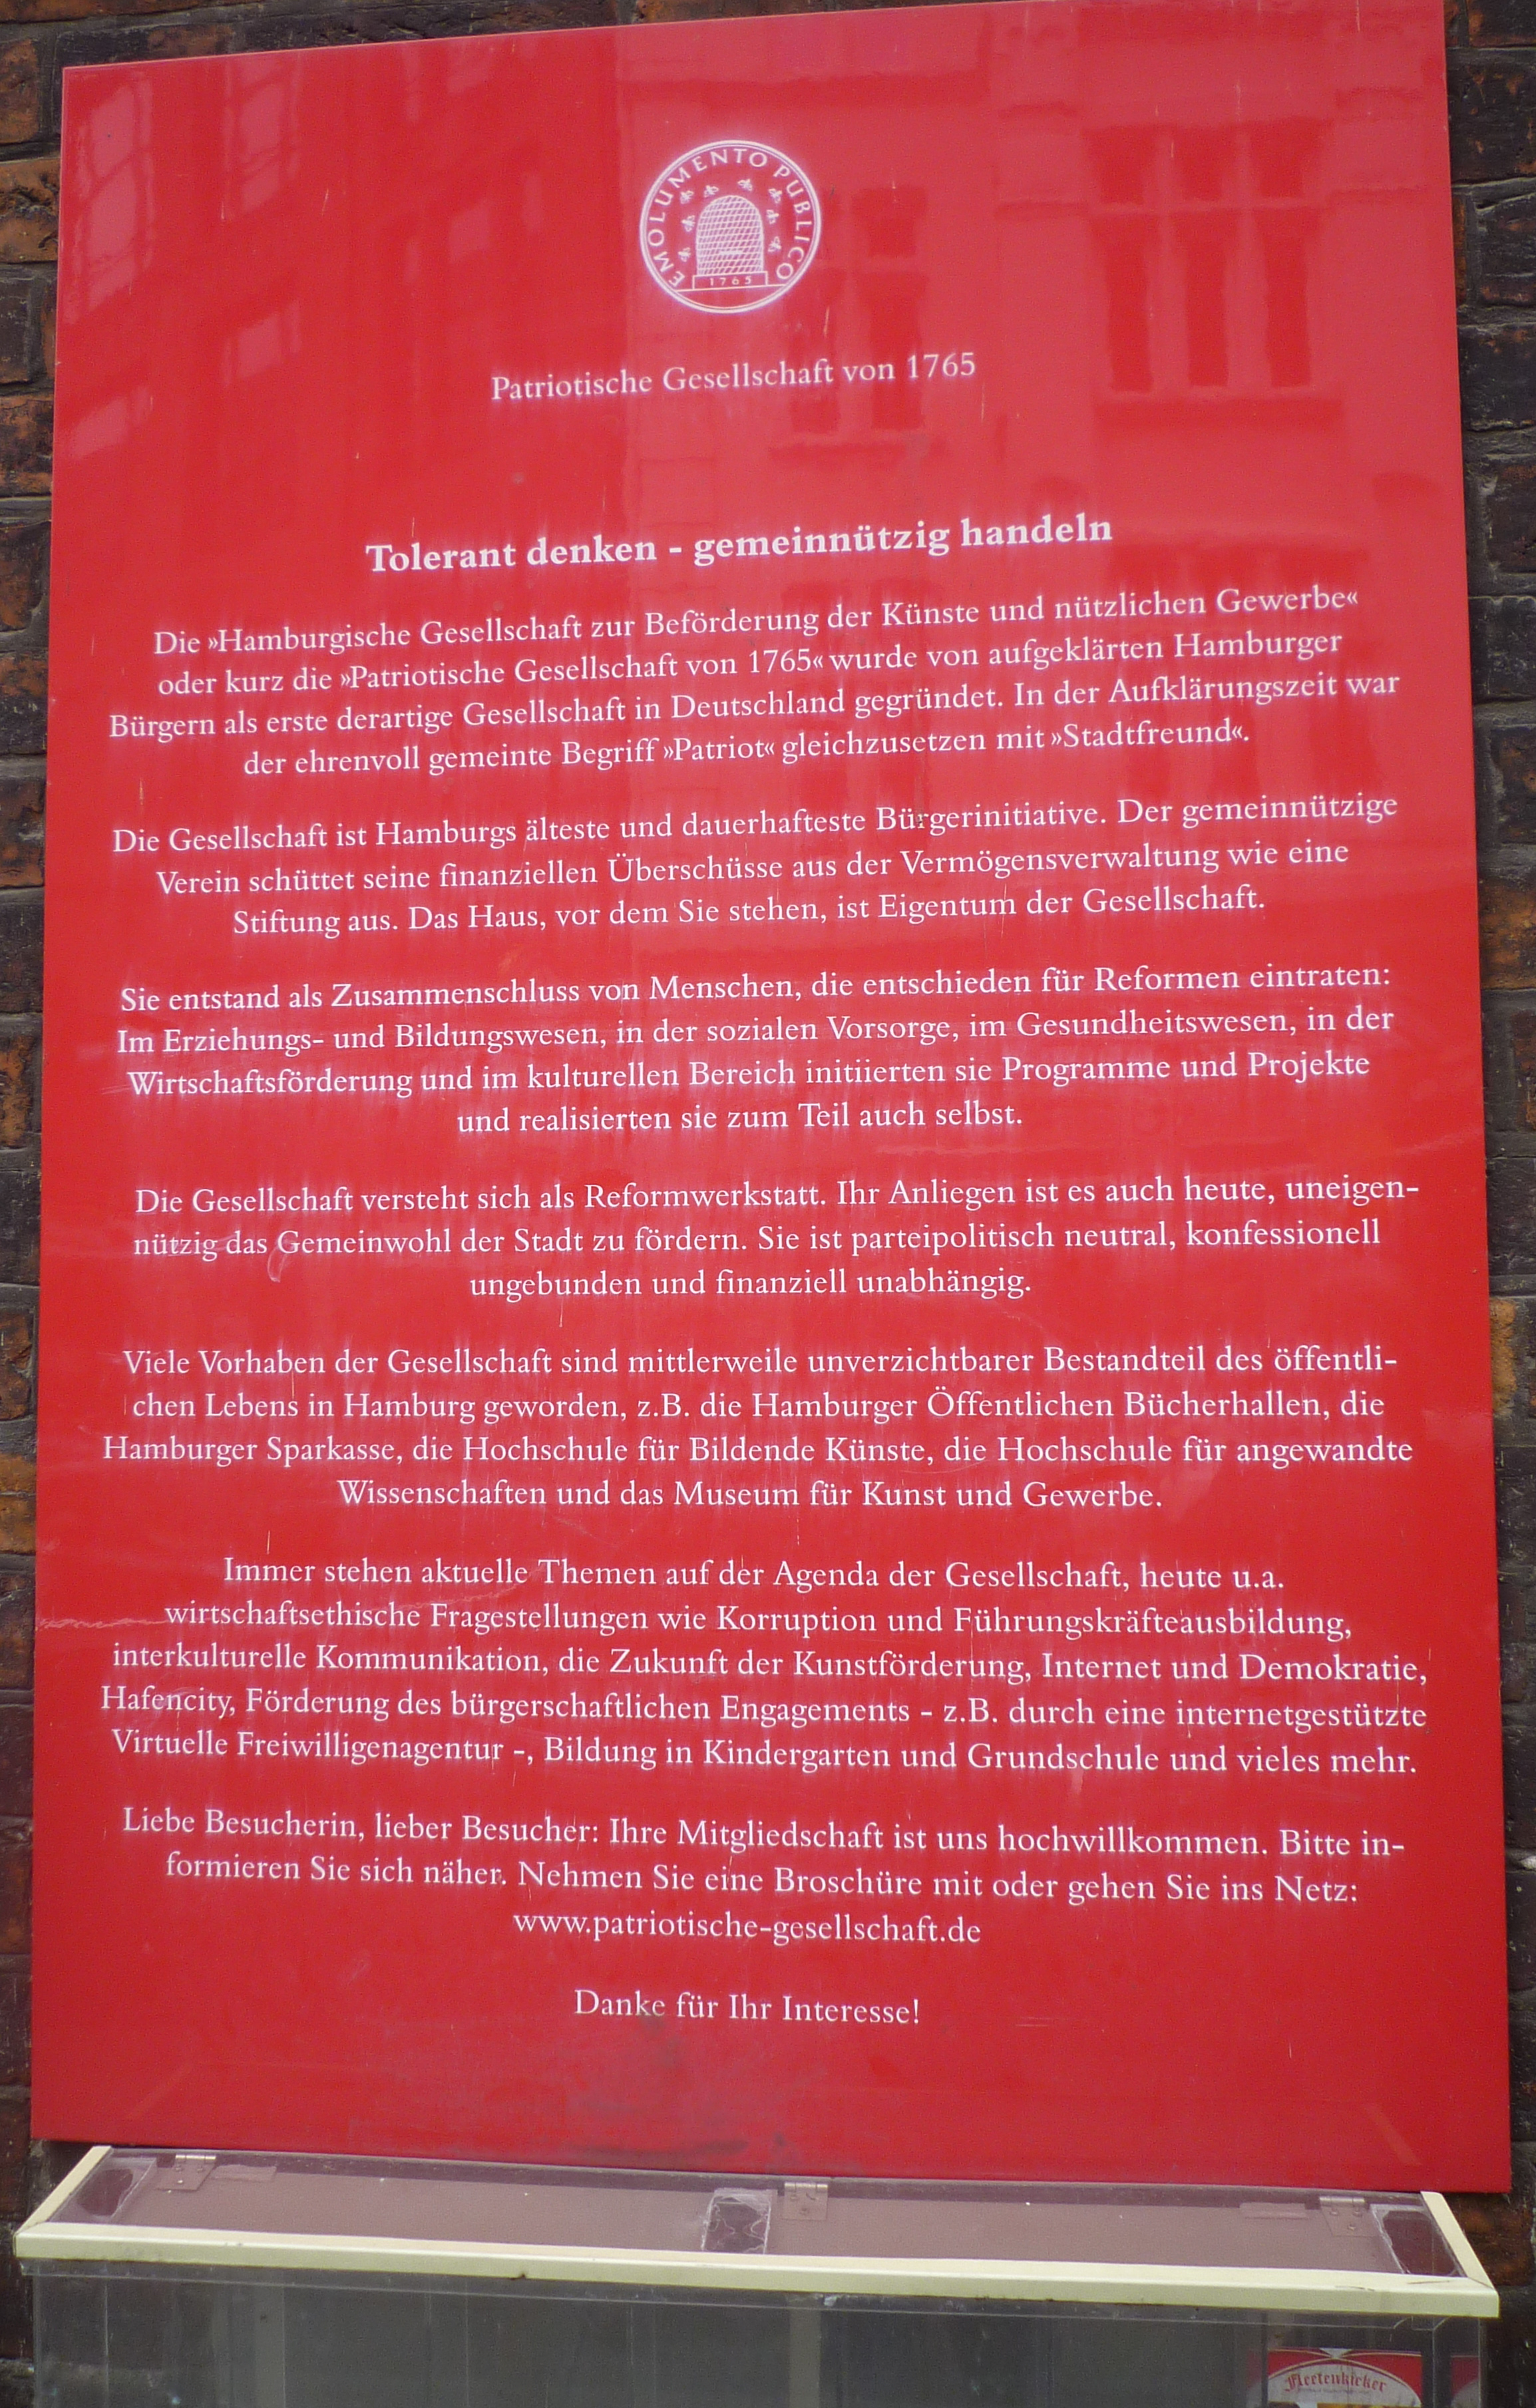 EMOLUMENTO PUBLICO
1765
Patriotische Gesellschaft von 1765
Tolerant denken - gemeinnützig handeln
Die »Hamburgische Gesellschaft zur Beförderung der Künste und nützlichen Gewerbe«
oder kurz die »Patriotische Gesellschaft von 1765« wurde von aufgeklärten Hamburger
Bürgern als erste derartige Gesellschaft in Deutschland gegründet. In der Aufklärungszeit war
der ehrenvoll gemeinte Begriff »Patriot« gleichzusetzen mit »Stadtfreund«.
Die Gesellschaft ist Hamburgs älteste und dauerhafteste Bürgerinitiative. Der gemeinnützige
Verein schüttet seine finanziellen Überschüsse aus der Vermögensverwaltung wie eine
Stiftung aus. Das Haus, vor dem Sie stehen, ist Eigentum der Gesellschaft.
Sie entstand als Zusammenschluss von Menschen, die entschieden für Reformen eintraten:
Im Erziehungs- und Bildungswesen, in der sozialen Vorsorge, im Gesundheitswesen, in der
Wirtschaftsförderung und im kulturellen Bereich initiierten sie Programme und Projekte
und realisierten sie zum Teil auch selbst.
Die Gesellschaft versteht sich als Reformwerkstatt. Ihr Anliegen ist es auch heute, uneigen-
nützig das Gemeinwohl der Stadt zu fördern. Sie ist parteipolitisch neutral, konfessionell
ungebunden und finanziell unabhängig.
Viele Vorhaben der Gesellschaft sind mittlerweile unverzichtbarer Bestandteil des öffentli-
chen Lebens in Hamburg geworden, z.B. die Hamburger Öffentlichen Bücherhallen, die
Hamburger Sparkasse, die Hochschule für Bildende Künste, die Hochschule für angewandte
Wissenschaften und das Museum für Kunst und Gewerbe.
Immer stehen aktuelle Themen auf der Agenda der Gesellschaft, heute u.a.
wirtschaftsethische Fragestellungen wie Korruption und Führungskräfteausbildung,
interkulturelle Kommunikation, die Zukunft der Kunstförderung, Internet und Demokratie,
Hafencity, Förderung des bürgerschaftlichen Engagements - z.B. durch eine internetgestützte
Virtuelle Freiwilligenagentur -, Bildung in Kindergarten und Grundschule und vieles mehr.
Liebe Besucherin, lieber Besucher: Ihre Mitgliedschaft ist uns hochwillkommen. Bitte in-
formieren Sie sich näher. Nehmen Sie eine Broschüre mit oder gehen Sie ins Netz:
www.patriotische-gesellschaft.de
Danke für Ihr Interesse!
Fleetenkieker